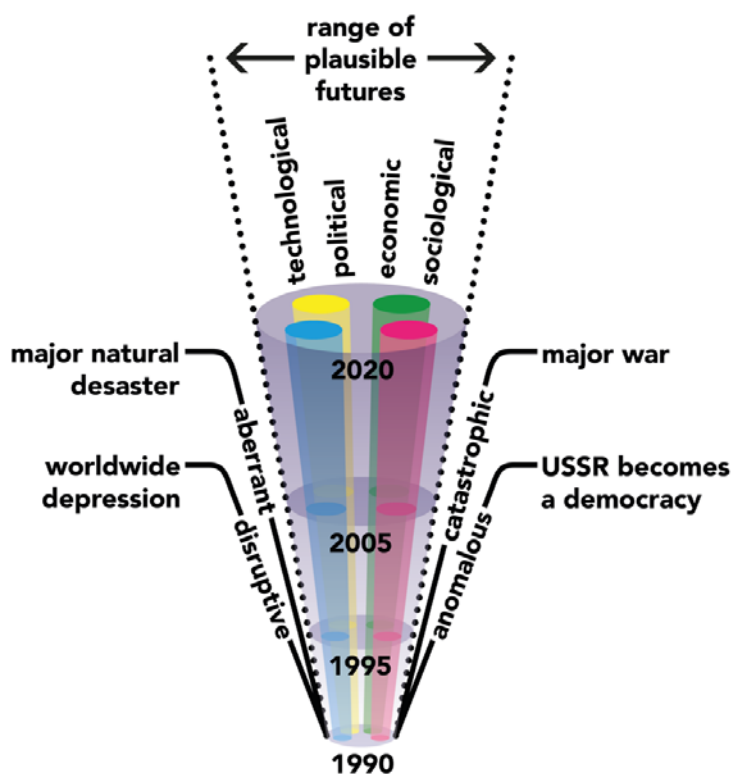 range of
plausible
futures
technological
political
economic
sociological
major natural
desaster
major war
2020
aberrant
catastrophic
worldwide
depression
USSR becomes
a democracy
disruptive
anomalous
2005
1995
1990